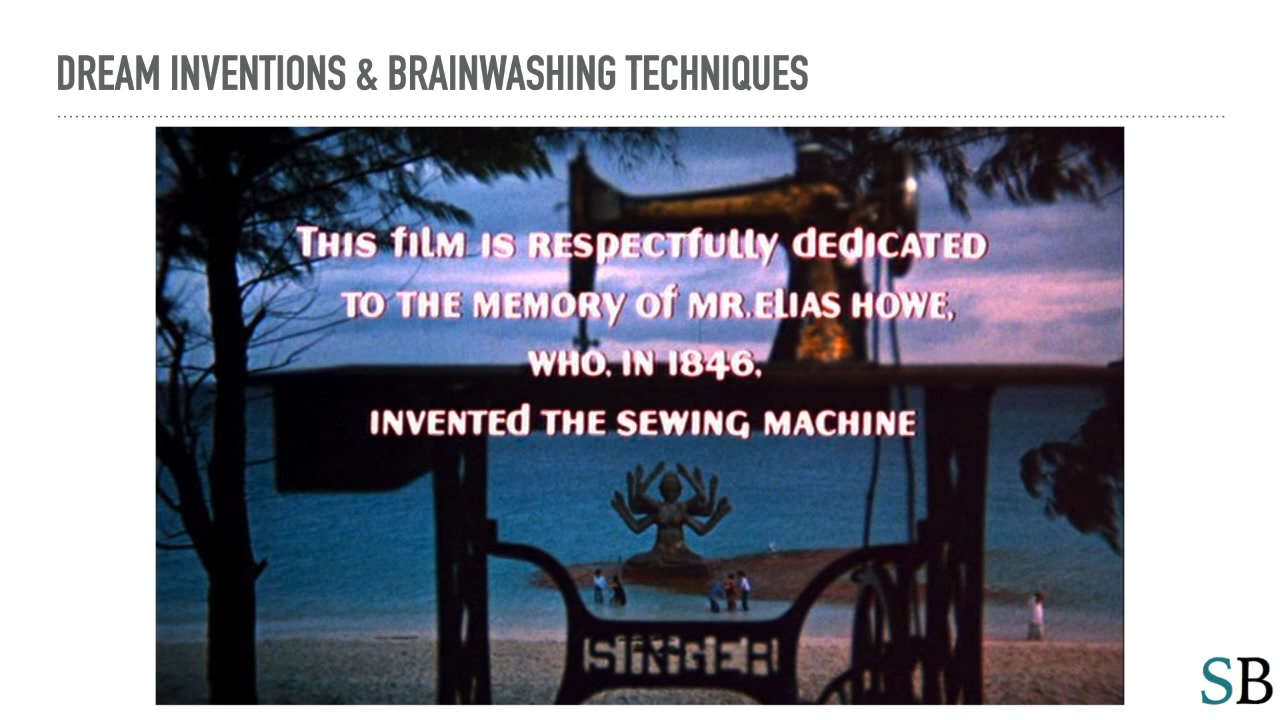 DREAM INVENTIONS & BRAINWASHING TECHNIQUES
THIS fILM IS RESPECTfULLY dEdICATED
TO THE MEMORY Of MR.ELIAS HOWE,
WHO, IN 1846,
INVENTEd THE SEWING MACHINE
SINGER
SB